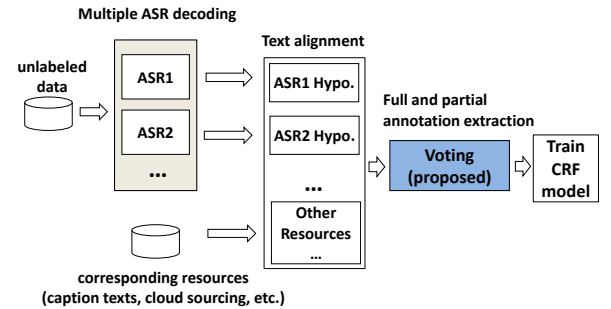 Multiple ASR decoding
unlabeled
data
ASR1
ASR2
...
Text alignment
ASR1 Hypo.
ASR2 Hypo.
...
Other
Resources
...
corresponding resources
(caption texts, cloud sourcing, etc.)
Full and partial
annotation extraction
Voting
(proposed)
Train
CRF
model